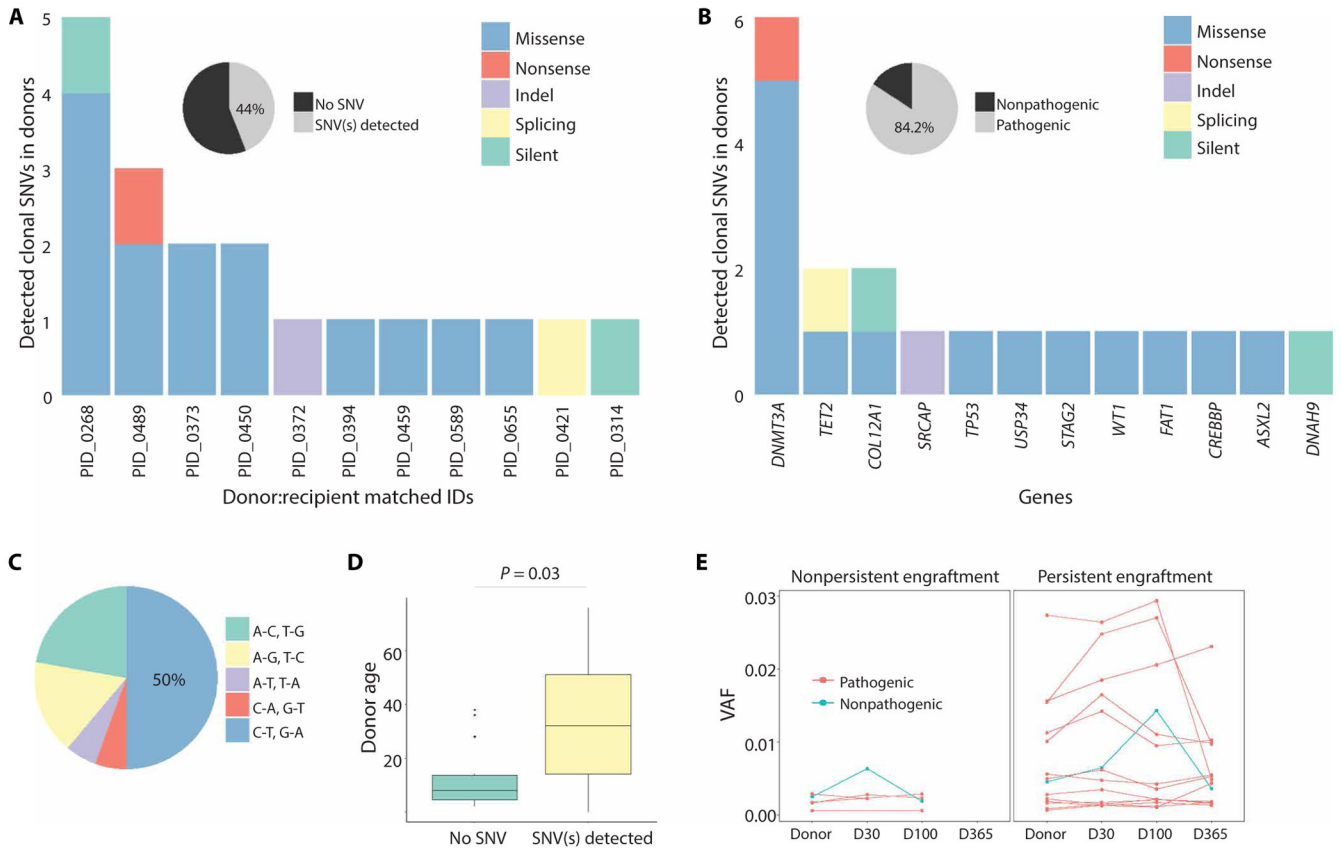 A
Detected clonal SNVs in donors
5
4
3
2
1
0
44%
No SNV
SNV(s) detected
Missense
Nonsense
Indel
Splicing
Silent
PID_0268
PID_0489
PID_0373
PID_0450
PID_0372
PID_0394
PID_0459
PID_0589
PID_0655
PID_0421
PID_0314
Donor:recipient matched IDs
B
Detected clonal SNVs in donors
6
4
2
0
84.2%
Nonpathogenic
Pathogenic
Missense
Nonsense
Indel
Splicing
Silent
DNMT3A
TET2
COL12A1
SRCAP
TP53
USP34
STAG2
WT1
FAT1
CREBBP
ASXL2
DNAH9
Genes
C
50%
A-C, T-G
A-G, T-C
A-T, T-A
C-A, G-T
C-T, G-A
D
P = 0.03
Donor age
60
40
20
No SNV
SNV(s) detected
E
Nonpersistent engraftment
Persistent engraftment
VAF
0.03
0.02
0.01
0.00
Pathogenic
Nonpathogenic
Donor D30 D100 D365
Donor D30 D100 D365